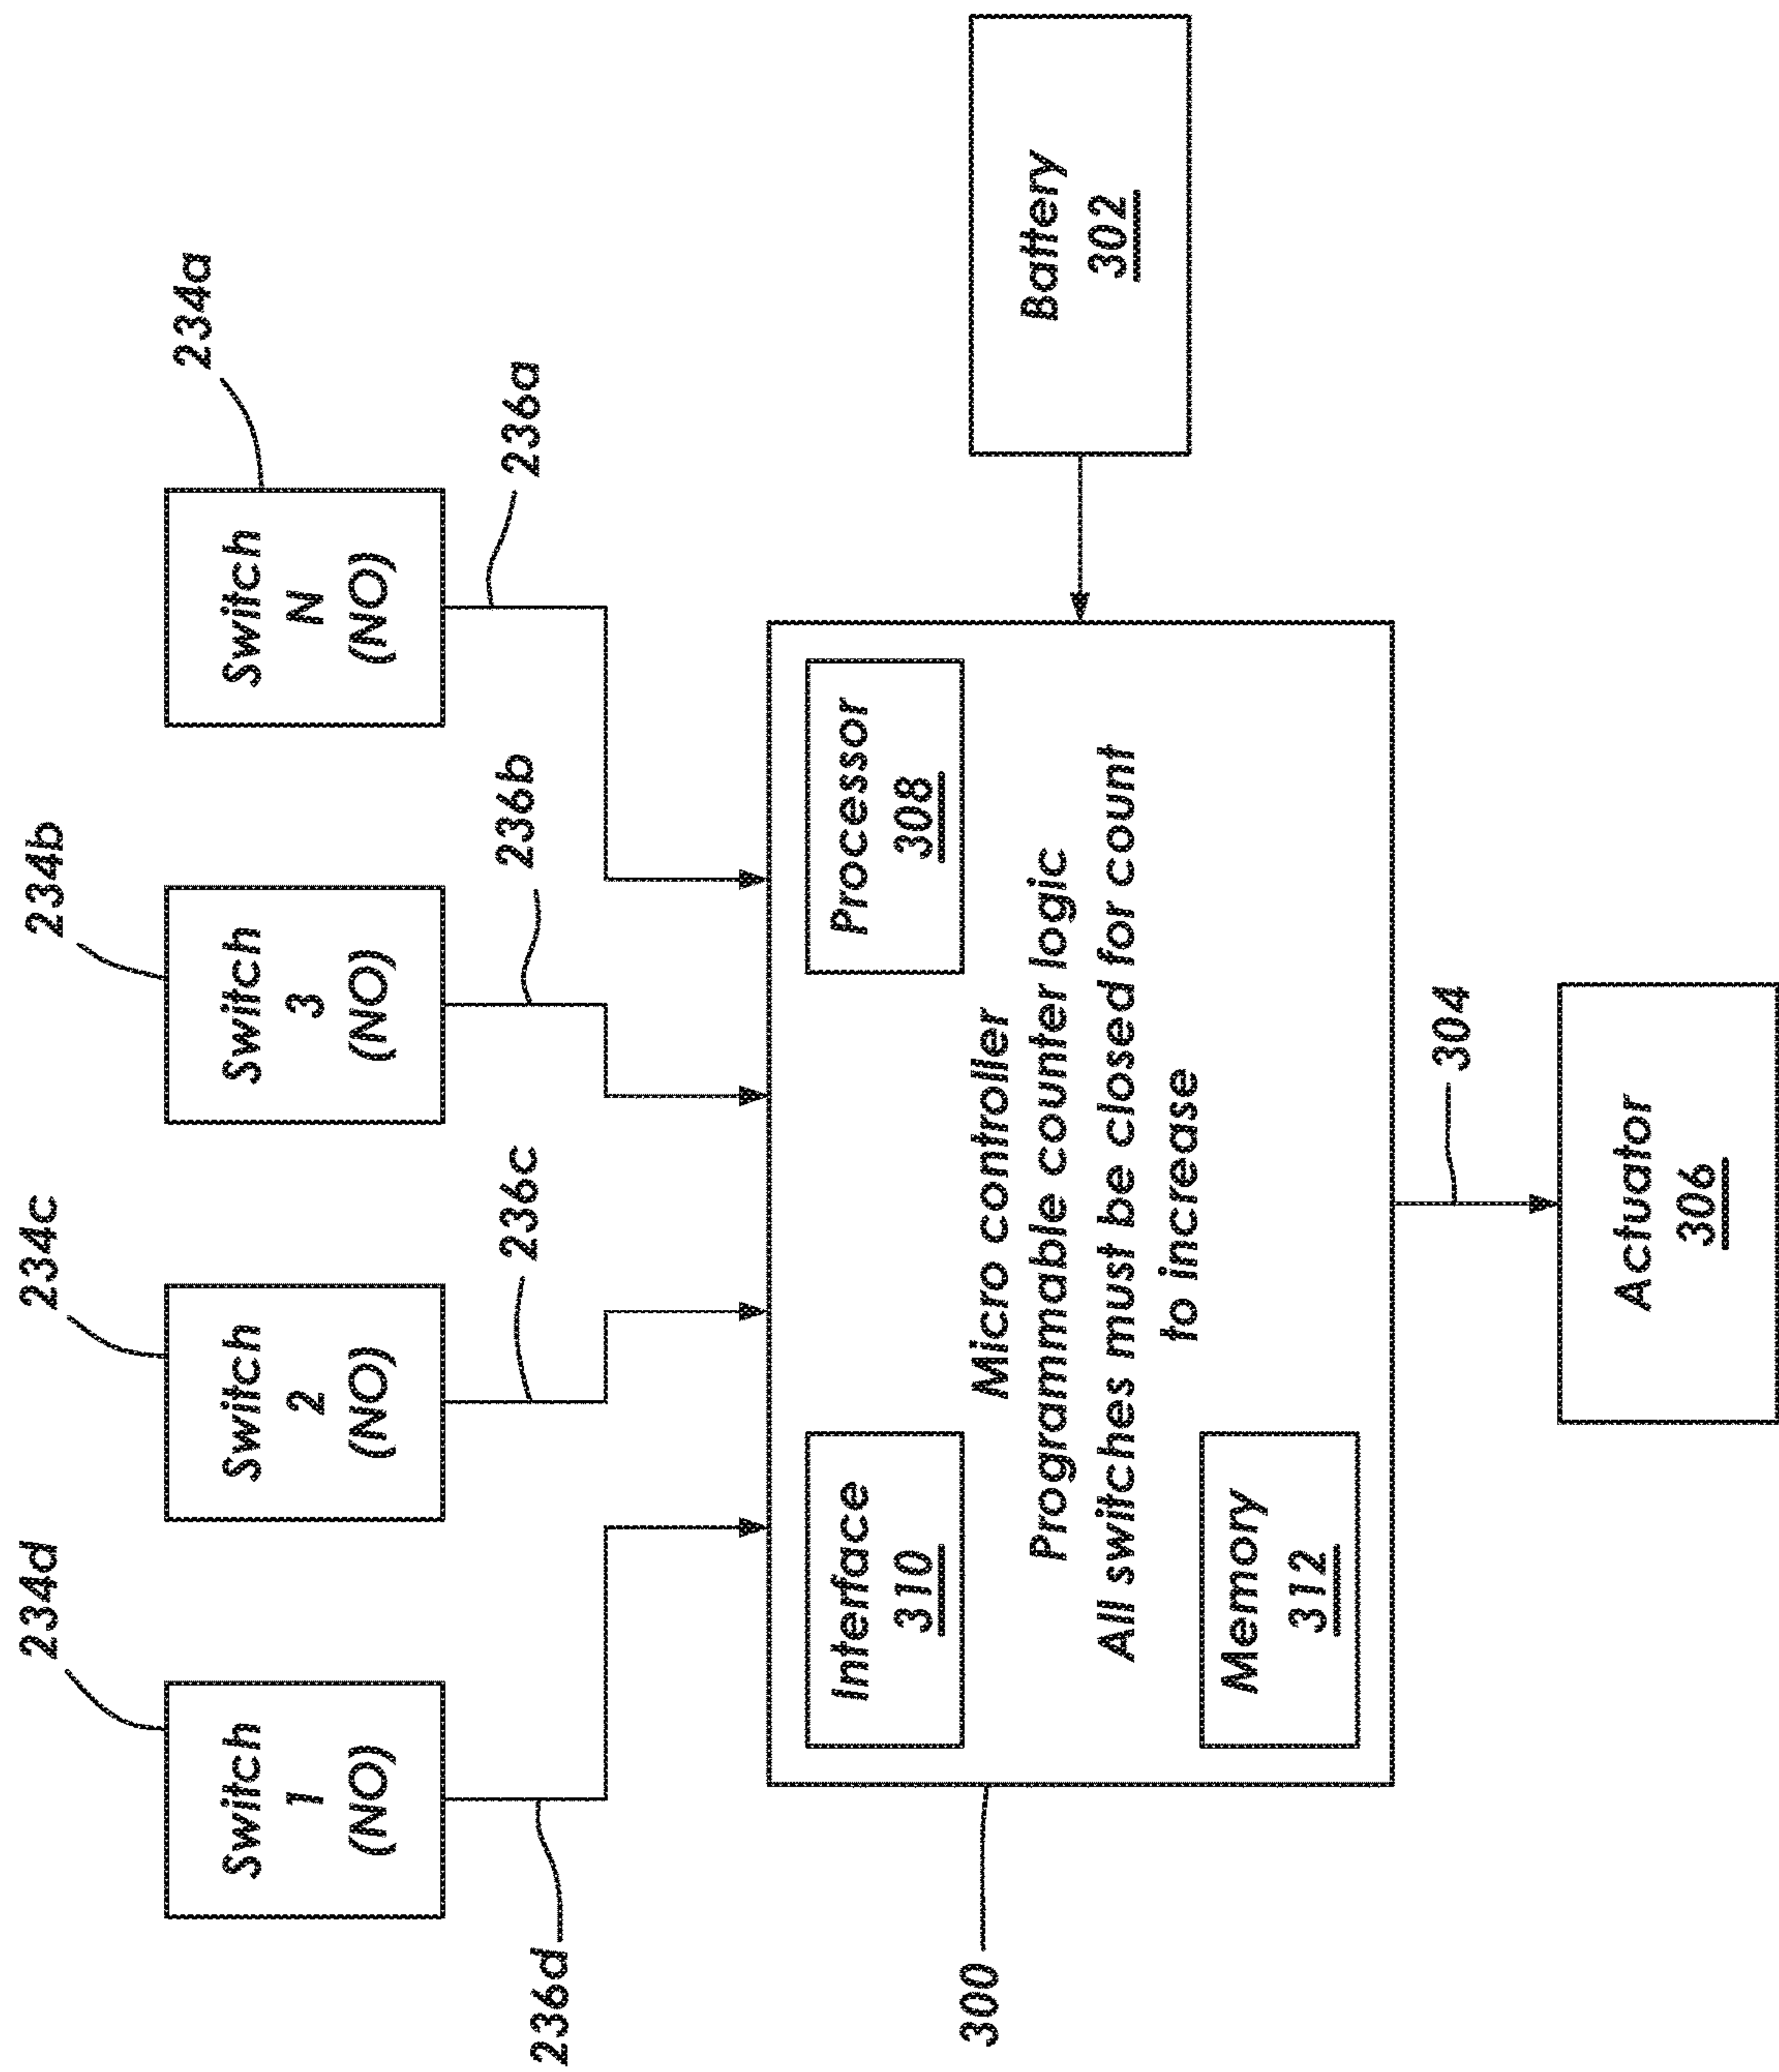 234d
234c
234b
234a
Switch
1
(NO)
Switch
2
(NO)
Switch
3
(NO)
Switch
N
(NO)
236d
236c
236b
236a
300
Interface
310
Processor
308
Micro controller
Programmable counter logic
All switches must be closed for count
to increase
Memory
312
Battery
302
304
Actuator
306